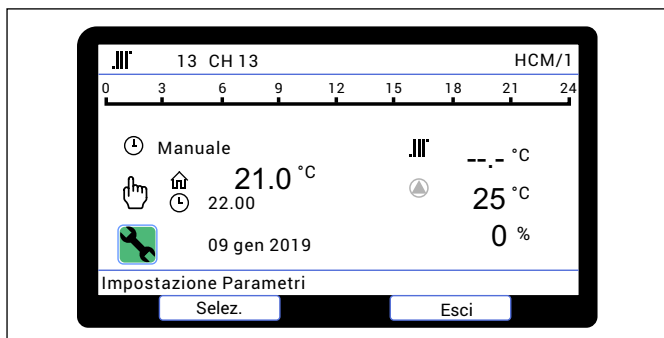 13 CH 13 HCM/1
0 3 6 9 12 15 18 21 24
Manuale
--.- °C
21.0 °C
22.00
25 °C
09 gen 2019
0 %
Impostazione Parametri
Selez. Esci